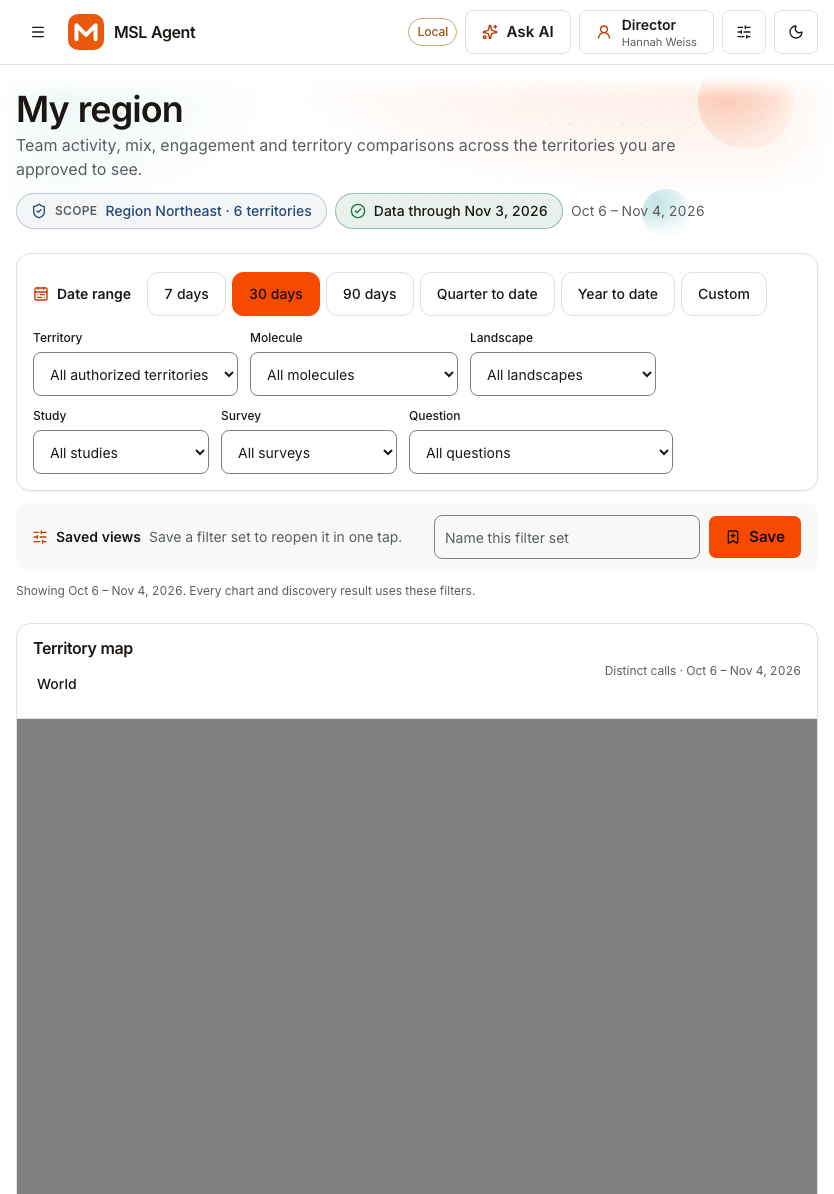 MSL Agent
Local
Ask AI
Director
Hannah Weiss
My region
Team activity, mix, engagement and territory comparisons across the territories you are
approved to see.
SCOPE Region Northeast · 6 territories
Data through Nov 3, 2026
Oct 6 – Nov 4, 2026
Date range
7 days
30 days
90 days
Quarter to date
Year to date
Custom
Territory
Molecule
Landscape
All authorized territories
All molecules
All landscapes
Study
Survey
Question
All studies
All surveys
All questions
Saved views Save a filter set to reopen it in one tap.
Name this filter set
Save
Showing Oct 6 – Nov 4, 2026. Every chart and discovery result uses these filters.
Territory map
Distinct calls · Oct 6 – Nov 4, 2026
World